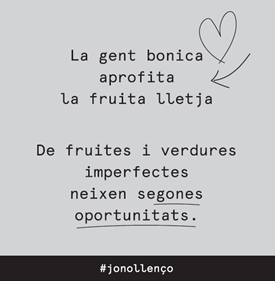 La gent bonica
aprofita
la fruita lletja
De fruites i verdures
imperfectes
neixen segones
oportunitats.
#jonollenço